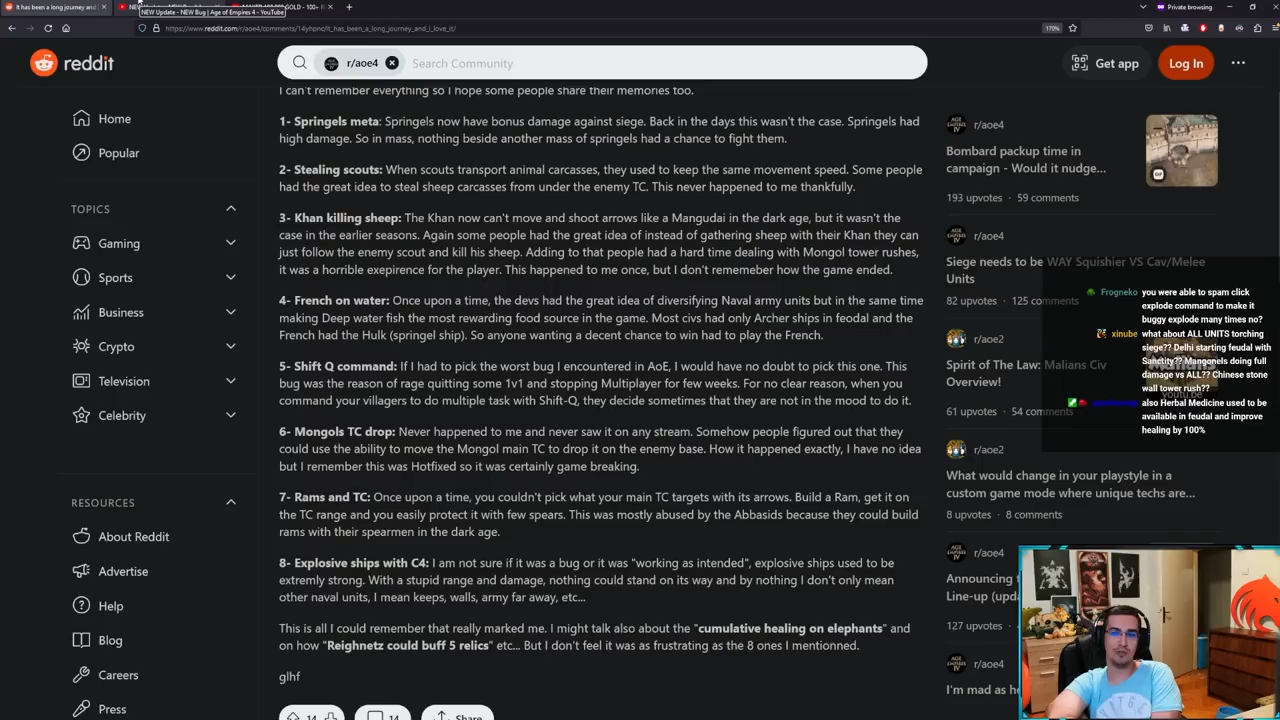 It has been a long journey and i
NEW Update - NEW Bug | Age of Empires 4 - YouTube
Private browsing
https://www.reddit.com/r/aoe4/comments/14yhpnc/it_has_been_a_long_journey_and_i_love_it/
170%
reddit
r/aoe4
Search Community
Get app
Log In
Home
Popular
TOPICS
Gaming
Sports
Business
Crypto
Television
Celebrity
RESOURCES
About Reddit
Advertise
Help
Blog
Careers
Press
I can't remember everything so I hope some people share their memories too.
1- Springels meta: Springels now have bonus damage against siege. Back in the days this wasn't the case. Springels had
high damage. So in mass, nothing beside another mass of springels had a chance to fight them.
2- Stealing scouts: When scouts transport animal carcasses, they used to keep the same movement speed. Some people
had the great idea to steal sheep carcasses from under the enemy TC. This never happened to me thankfully.
3- Khan killing sheep: The Khan now can't move and shoot arrows like a Mangudai in the dark age, but it wasn't the
case in the earlier seasons. Again some people had the great idea of instead of gathering sheep with their Khan they can
just follow the enemy scout and kill his sheep. Adding to that people had a hard time dealing with Mongol tower rushes,
it was a horrible exepirence for the player. This happened to me once, but I don't remember how the game ended.
4- French on water: Once upon a time, the devs had the great idea of diversifying Naval army units but in the same time
making Deep water fish the most rewarding food source in the game. Most civs had only Archer ships in feodal and the
French had the Hulk (springel ship). So anyone wanting a decent chance to win had to play the French.
5- Shift Q command: If I had to pick the worst bug I encountered in AoE, I would have no doubt to pick this one. This
bug was the reason of rage quitting some 1v1 and stopping Multiplayer for few weeks. For no clear reason, when you
command your villagers to do multiple task with Shift-Q, they decide sometimes that they are not in the mood to do it.
6- Mongols TC drop: Never happened to me and never saw it on any stream. Somehow people figured out that they
could use the ability to move the Mongol main TC to drop it on the enemy base. How it happened exactly, I have no idea
but I remember this was Hotfixed so it was certainly game breaking.
7- Rams and TC: Once upon a time, you couldn't pick what your main TC targets with its arrows. Build a Ram, get it on
the TC range and you easily protect it with few spears. This was mostly abused by the Abbasids because they could build
rams with their spearmen in the dark age.
8- Explosive ships with C4: I am not sure if it was a bug or it was "working as intended", explosive ships used to be
extremely strong. With a stupid range and damage, nothing could stand on its way and by nothing I don't only mean
other naval units, I mean keeps, walls, army far away, etc...
This is all I could remember that really marked me. I might talk also about the "cumulative healing on elephants" and
on how "Reighnetz could buff 5 relics" etc... But I don't feel it was as frustrating as the 8 ones I mentionned.
glhf
14
14
Share
r/aoe4
Bombard packup time in
campaign - Would it nudge...
GIF
193 upvotes · 59 comments
r/aoe4
Siege needs to be WAY Squishier VS Cav/Melee
Units
82 upvotes · 125 comments
r/aoe2
Spirit of The Law: Malians Civ
Overview!
Malians
youtu.be
61 upvotes · 54 comments
r/aoe2
What would change in your playstyle in a
custom game mode where unique techs are...
8 upvotes · 8 comments
r/aoe4
Announcing
Line-up (upda
127 upvotes
r/aoe4
I'm mad as he
Frogneko you were able to spam click
explode command to make it
buggy explode many times no?
xinube what about ALL UNITS torching
siege?? Delhi starting feudal with
Sanctity?? Mangonels doing full
damage vs ALL?? Chinese stone
wall tower rush??
also Herbal Medicine used to be
available in feudal and improve
healing by 100%